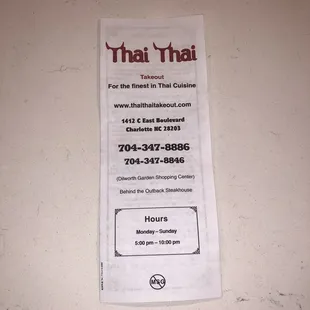 Thai Thai
Takeout
For the finest in Thai Cuisine
www.thaithaitakeout.com
1412 C East Boulevard
Charlotte NC 28203
704-347-8886
704-347-8846
(Dilworth Garden Shopping Center)
Behind the Outback Steakhouse
Hours
Monday – Sunday
5:00 pm – 10:00 pm
MSG